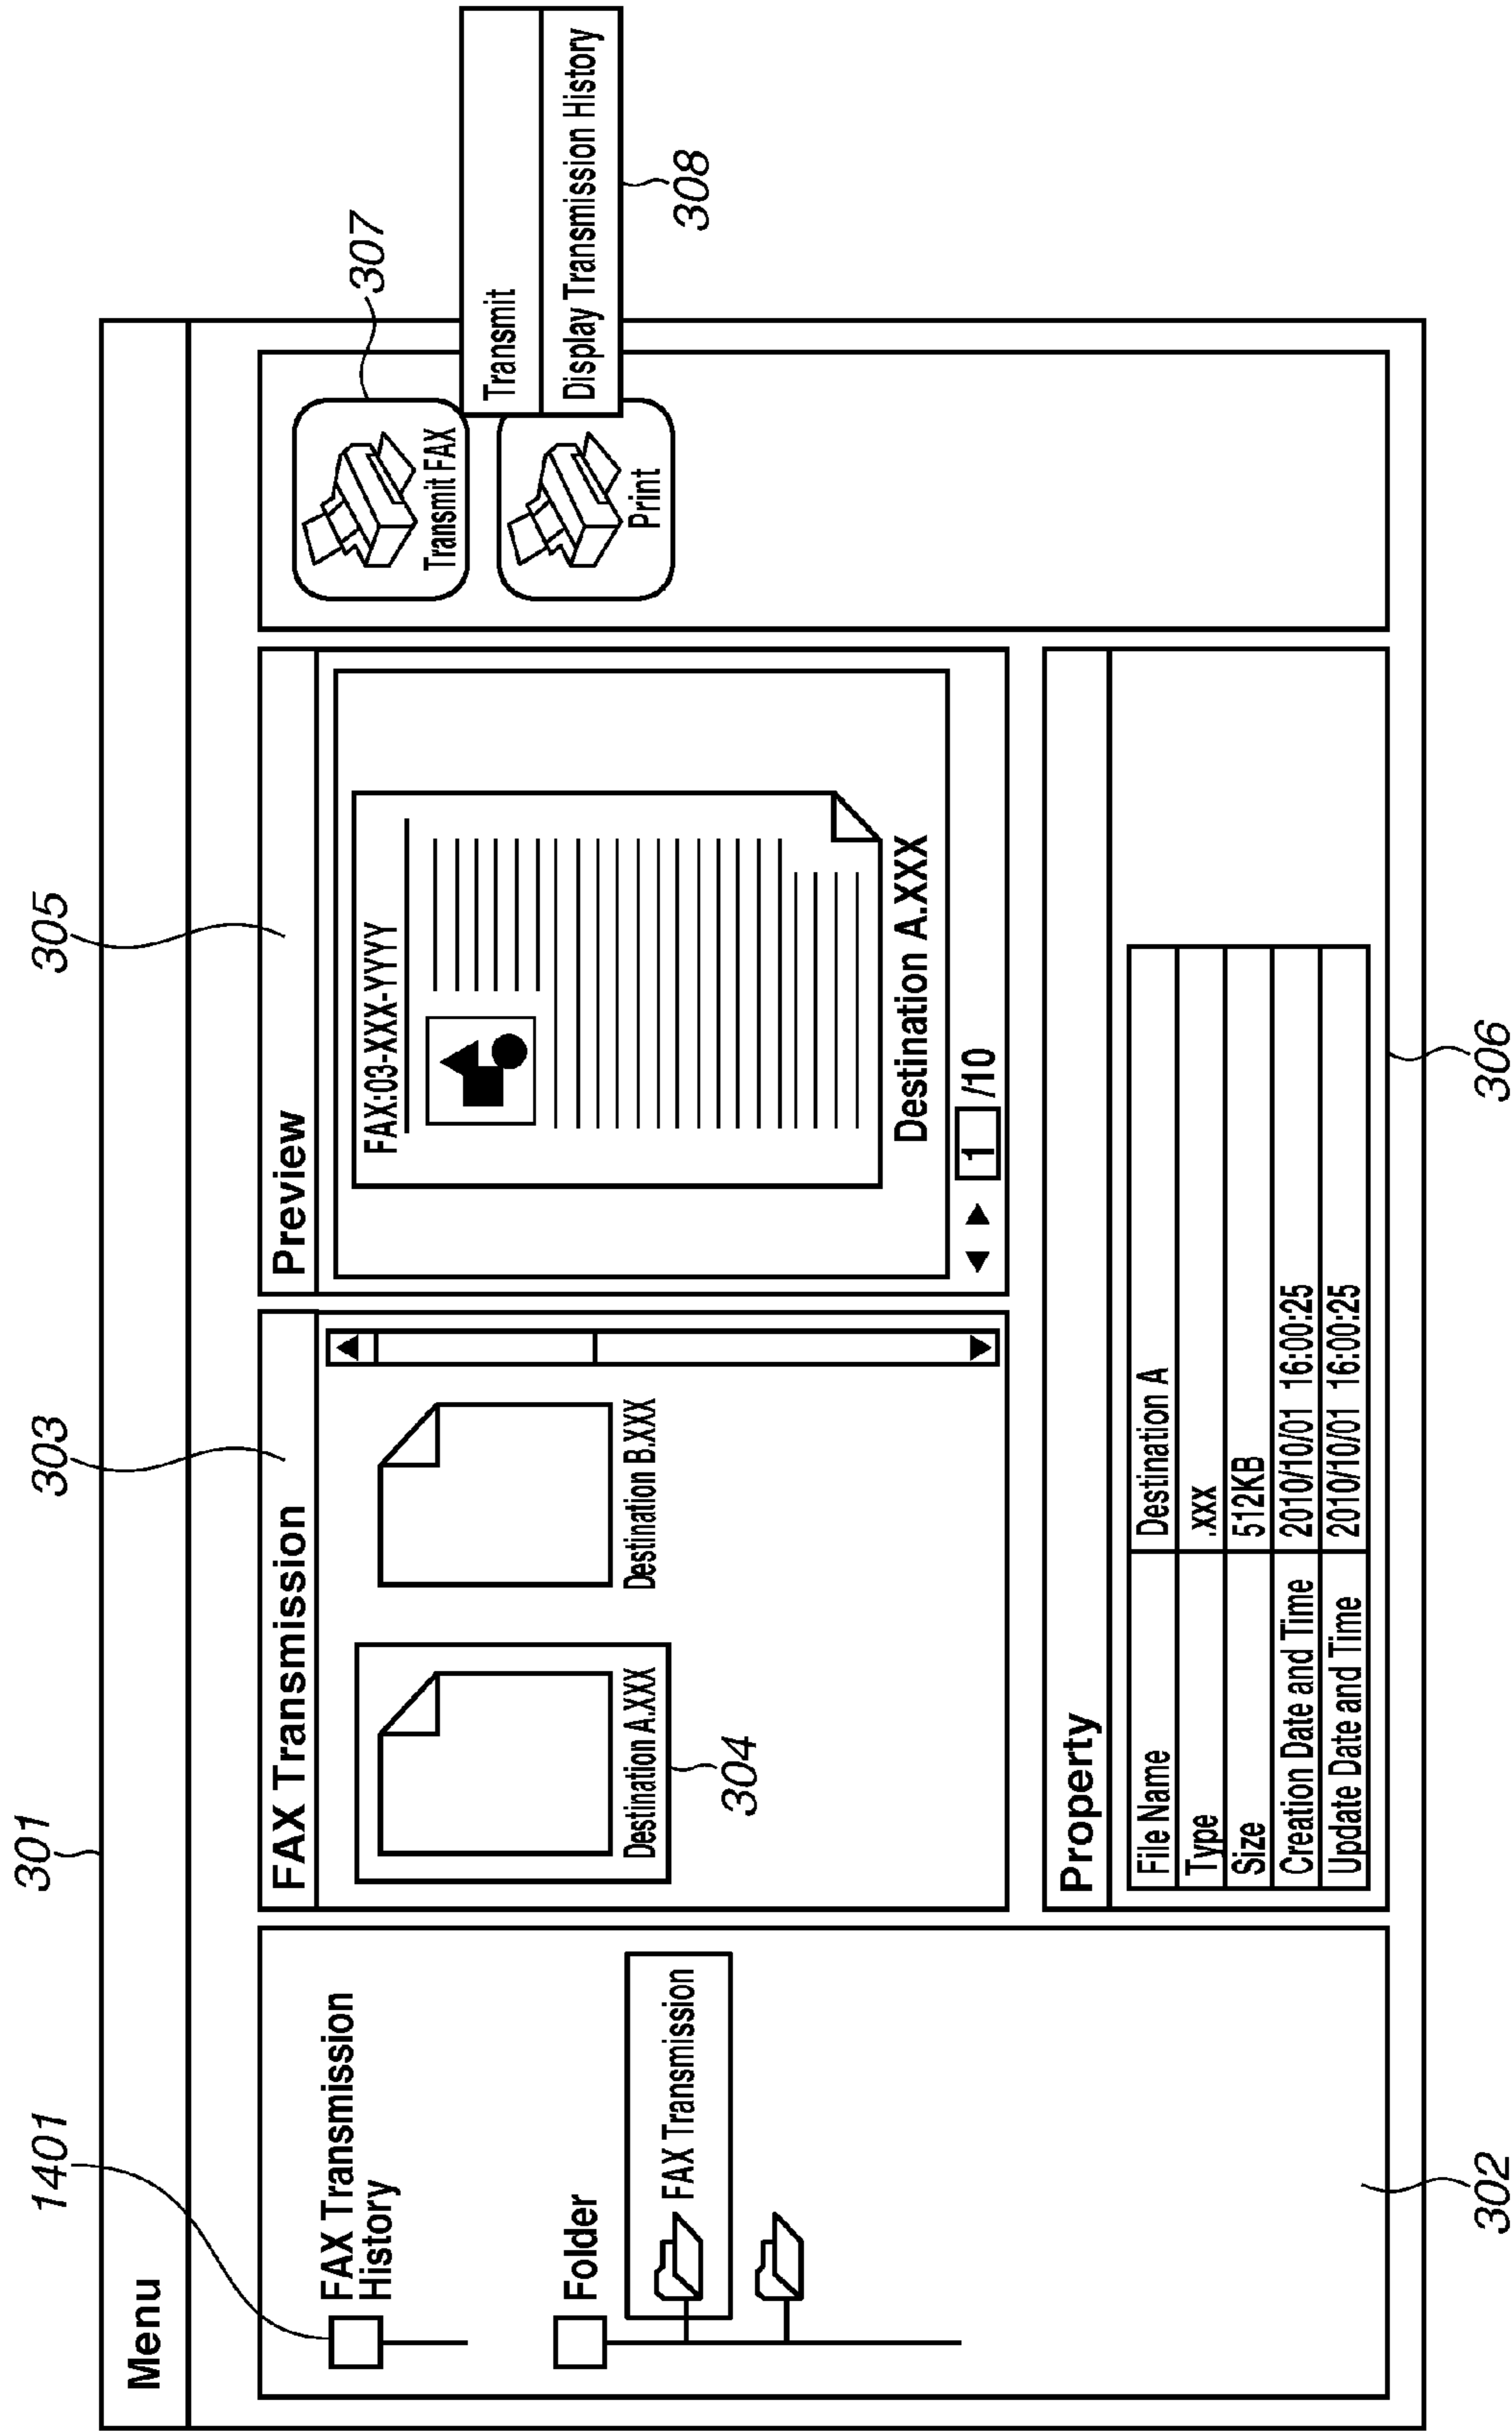 1401
301
303
305
Menu
FAX Transmission
History
Folder
FAX Transmission
302
FAX Transmission
Destination A.XXX
304
Destination B.XXX
Preview
FAX:03-XXX-YYYY
Destination A.XXX
1 /10
Property
File Name Destination A
Type .xxx
Size 512KB
Creation Date and Time 2010/10/01 16:00:25
Update Date and Time 2010/10/01 16:00:25
306
Transmit FAX
307
Print
Transmit
Display Transmission History
308